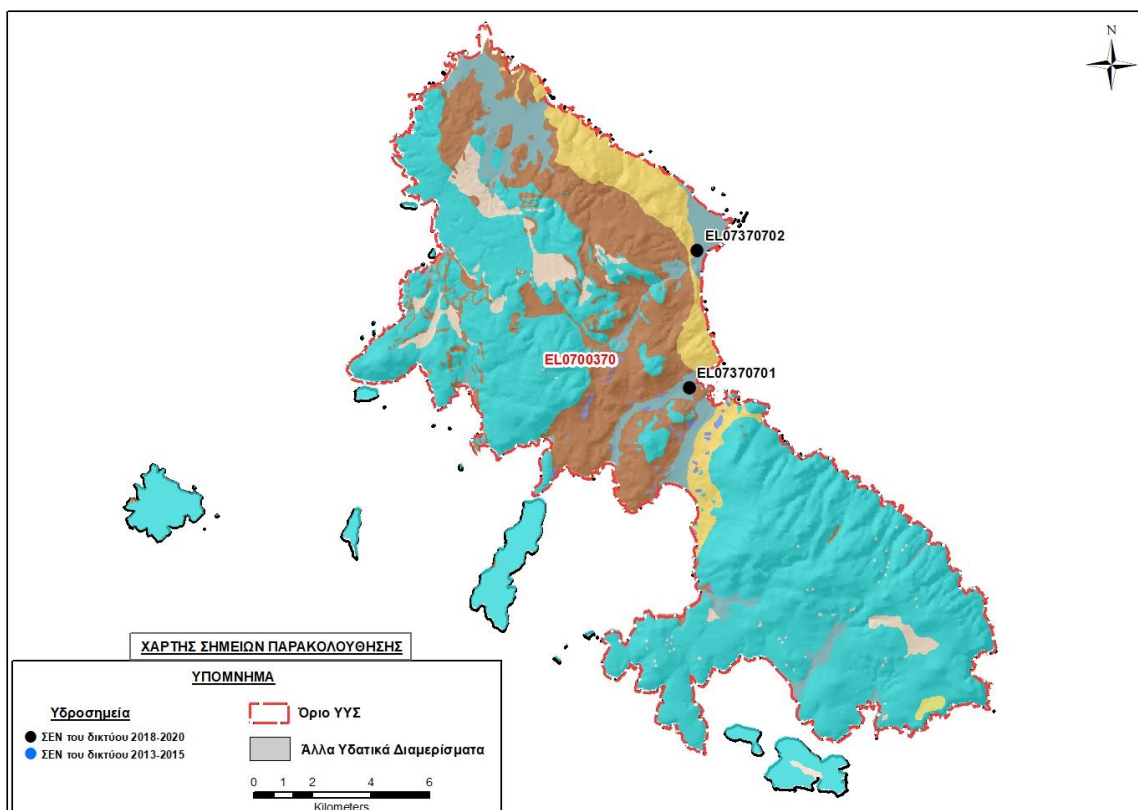 N
EL07370702
EL0700370
EL07370701
ΧΑΡΤΗΣ ΣΗΜΕΙΩΝ ΠΑΡΑΚΟΛΟΥΘΗΣΗΣ
ΥΠΟΜΝΗΜΑ
Υδροσημεία
ΣΕΝ του δικτύου 2018-2020
ΣΕΝ του δικτύου 2013-2015
Όριο ΥΥΣ
Άλλα Υδατικά Διαμερίσματα
0 1 2 4 6
Kilometers